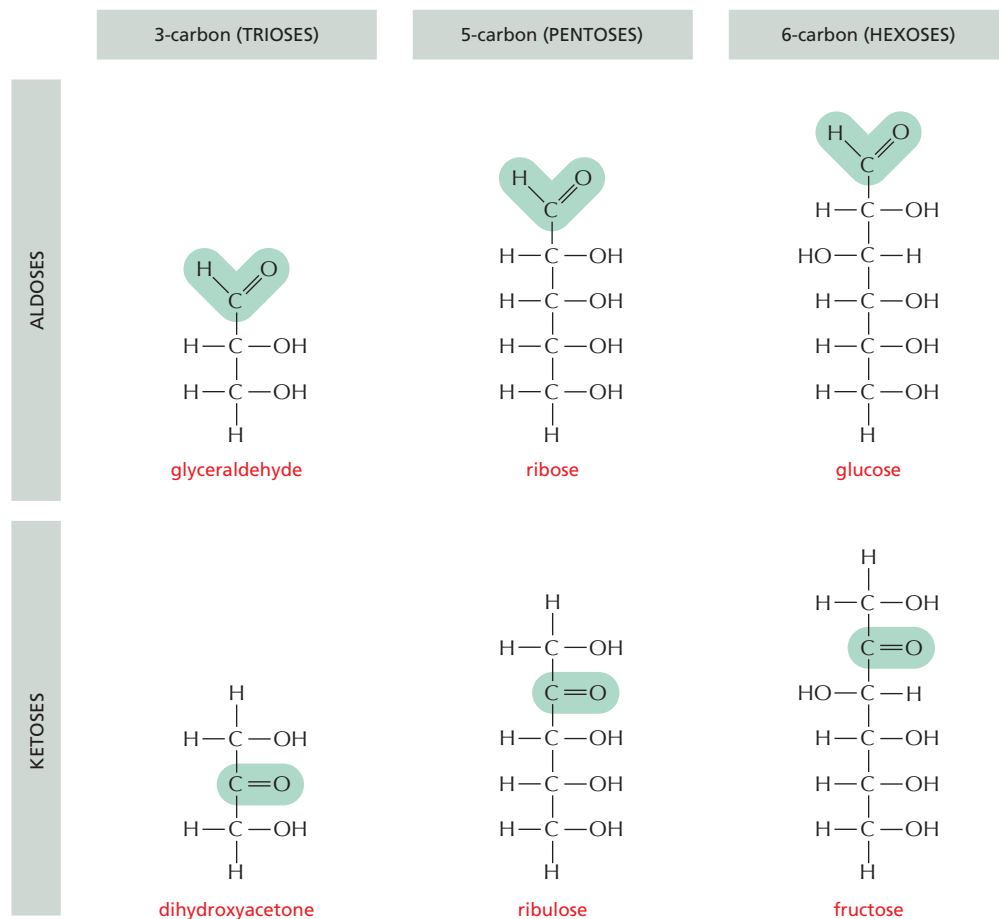 3-carbon (TRIOSES)
5-carbon (PENTOSES)
6-carbon (HEXOSES)
ALDOSES
H O
C
H—C—OH
H—C—OH
H
glyceraldehyde
H O
C
H—C—OH
H—C—OH
H—C—OH
H—C—OH
H
ribose
H O
C
H—C—OH
HO—C—H
H—C—OH
H—C—OH
H—C—OH
H
glucose
KETOSES
H
H—C—OH
C=O
H—C—OH
H
dihydroxyacetone
H
H—C—OH
C=O
H—C—OH
H—C—OH
H—C—OH
H
ribulose
H
H—C—OH
C=O
HO—C—H
H—C—OH
H—C—OH
H—C—OH
H
fructose